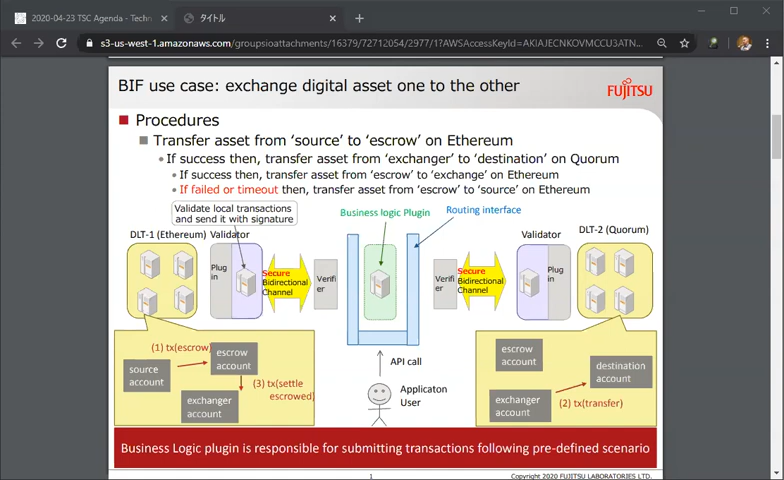 2020-04-23 TSC Agenda - Techn
タイトル
s3-us-west-1.amazonaws.com/groupsioattachments/16379/72712054/2977/1?AWSAccessKeyId=AKIAJECNKOVMCCU3ATN...
BIF use case: exchange digital asset one to the other
FUJITSU
Procedures
Transfer asset from ‘source’ to ‘escrow’ on Ethereum
If success then, transfer asset from ‘exchanger’ to ‘destination’ on Quorum
If success then, transfer asset from ‘escrow’ to ‘exchange’ on Ethereum
If failed or timeout then, transfer asset from ‘escrow’ to ‘source’ on Ethereum
Validate local transactions
and send it with signature
Business logic Plugin
Routing interface
DLT-1 (Ethereum)
Validator
Validator
DLT-2 (Quorum)
Plug
in
Secure
Bidirectional
Channel
Verifi
er
Verifi
er
Secure
Bidirectional
Channel
Plug
in
(1) tx(escrow)
escrow
account
source
account
(3) tx(settle
escrowed)
exchanger
account
API call
Applicaton
User
escrow
account
destination
account
exchanger
account
(2) tx(transfer)
Business Logic plugin is responsible for submitting transactions following pre-defined scenario
1
Copyright 2020 FUJITSU LABORATORIES LTD.